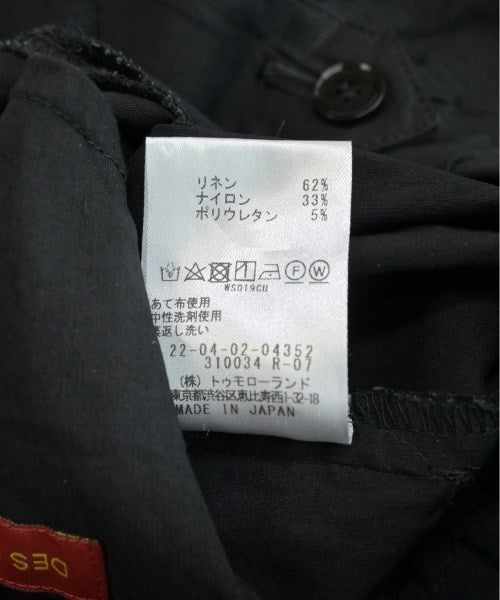 リネン 62%
ナイロン 33%
ポリウレタン 5%
F W
WS019CU
あて布使用
中性洗剤使用
裏返し洗い
22-04-02-04352
310034 R-07
(株) トゥモローランド
東京都渋谷区恵比寿西1-32-18
MADE IN JAPAN
DES